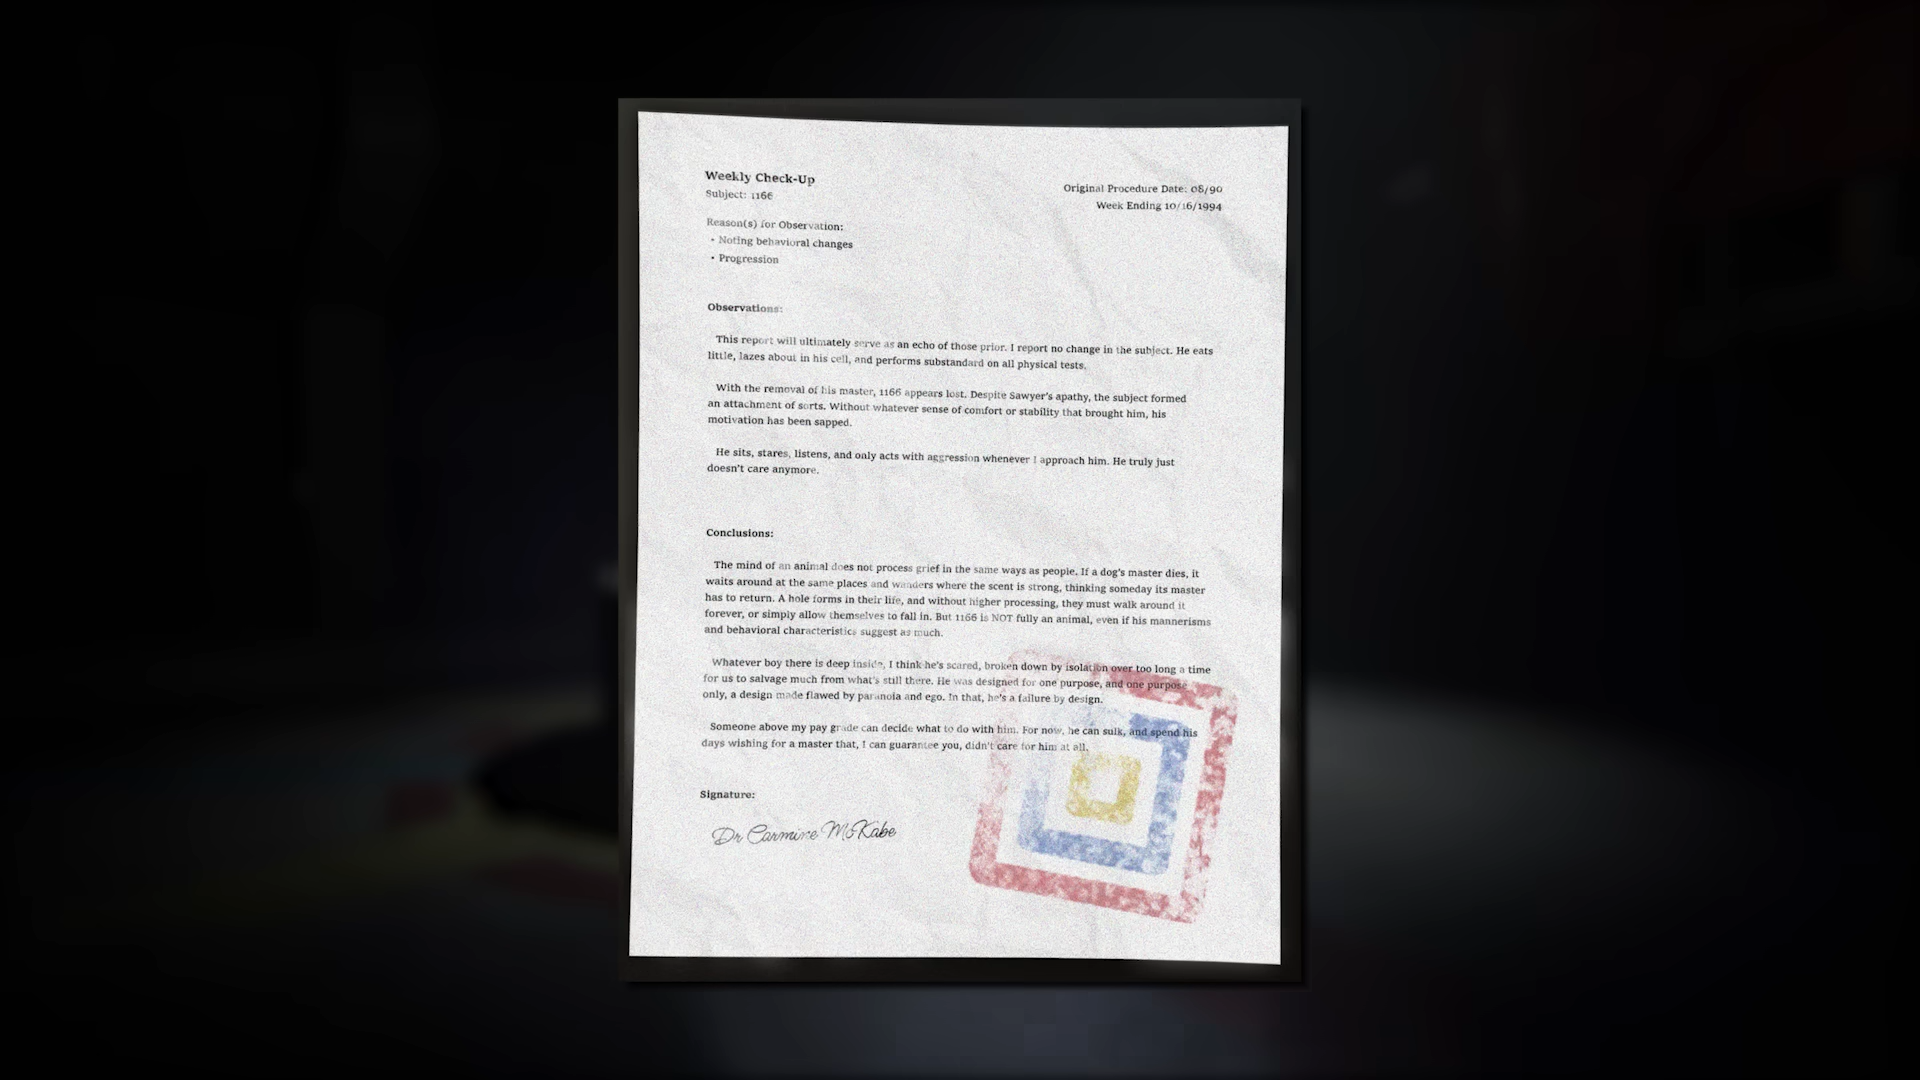 Weekly Check-Up
Subject: 1166
Original Procedure Date: 08/90
Week Ending 10/16/1994
Reason(s) for Observation:
• Noting behavioral changes
• Progression
Observations:
This report will ultimately serve as an echo of those prior. I report no change in the subject. He eats
little, lazes about in his cell, and performs substandard on all physical tests.
With the removal of his master, 1166 appears lost. Despite Sawyer's apathy, the subject formed
an attachment of sorts. Without whatever sense of comfort or stability that brought him, his
motivation has been sapped.
He sits, stares, listens, and only acts with aggression whenever I approach him. He truly just
doesn't care anymore.
Conclusions:
The mind of an animal does not process grief in the same ways as people. If a dog's master dies, it
waits around at the same places and wanders where the scent is strong, thinking someday its master
has to return. A hole forms in their life, and without higher processing, they must walk around it
forever, or simply allow themselves to fall in. But 1166 is NOT fully an animal, even if his mannerisms
and behavioral characteristics suggest as much.
Whatever boy there is deep inside, I think he's scared, broken down by isolation over too long a time
for us to salvage much from what's still there. He was designed for one purpose, and one purpose
only, a design made flawed by paranoia and ego. In that, he's a failure by design.
Someone above my pay grade can decide what to do with him. For now, he can sulk, and spend his
days wishing for a master that, I can guarantee you, didn't care for him at all.
Signature:
Dr Carmine McKabe